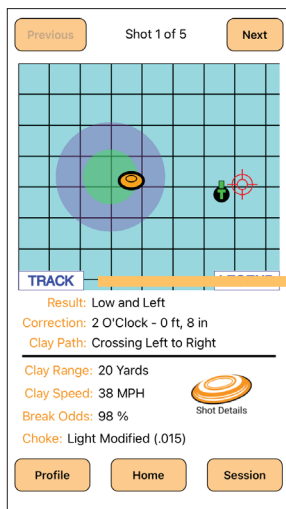 Previous
Shot 1 of 5
Next
TRACK
Result: Low and Left
Correction: 2 O'Clock - 0 ft, 8 in
Clay Path: Crossing Left to Right
Clay Range: 20 Yards
Clay Speed: 38 MPH
Break Odds: 98 %
Shot Details
Choke: Light Modified (.015)
Profile
Home
Session